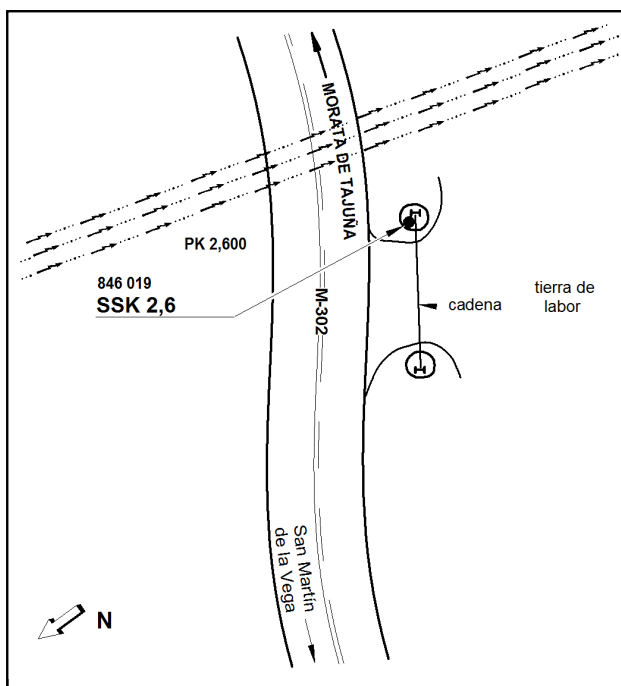 MORATA DE TAJUÑA
PK 2,600
846 019
SSK 2,6
M-302
cadena
tierra de
labor
San Martín
de la Vega
N